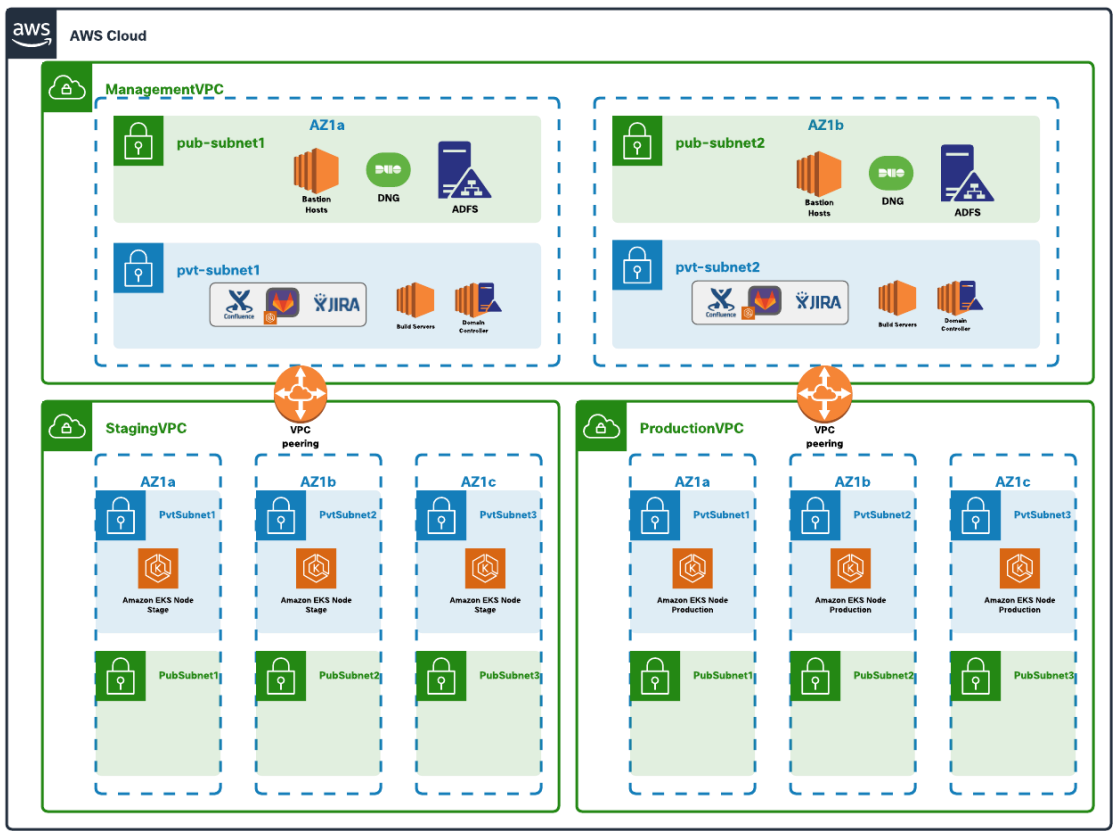 aws
AWS Cloud
ManagementVPC
AZ1a
pub-subnet1
Bastion
Hosts
DUO
DNG
ADFS
pvt-subnet1
Confluence
JIRA
Build Servers
Domain
Controller
AZ1b
pub-subnet2
Bastion
Hosts
DUO
DNG
ADFS
pvt-subnet2
Confluence
JIRA
Build Servers
Domain
Controller
VPC
peering
VPC
peering
StagingVPC
AZ1a
PvtSubnet1
K
Amazon EKS Node
Stage
PubSubnet1
AZ1b
PvtSubnet2
K
Amazon EKS Node
Stage
PubSubnet2
AZ1c
PvtSubnet3
K
Amazon EKS Node
Stage
PubSubnet3
ProductionVPC
AZ1a
PvtSubnet1
K
Amazon EKS Node
Production
PubSubnet1
AZ1b
PvtSubnet2
K
Amazon EKS Node
Production
PubSubnet2
AZ1c
PvtSubnet3
K
Amazon EKS Node
Production
PubSubnet3